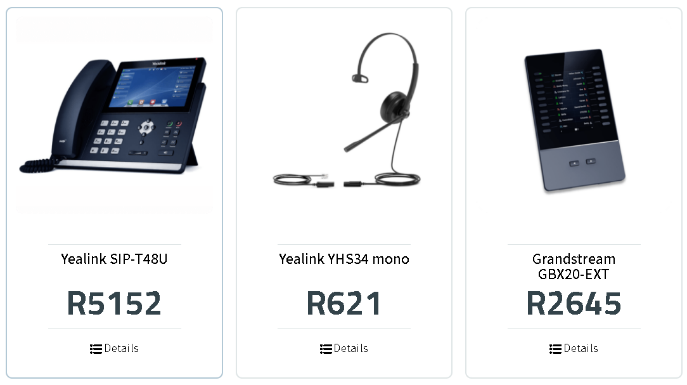 Yealink SIP-T48U
R5152
Details
Yealink YHS34 mono
R621
Details
Grandstream
GBX20-EXT
R2645
Details